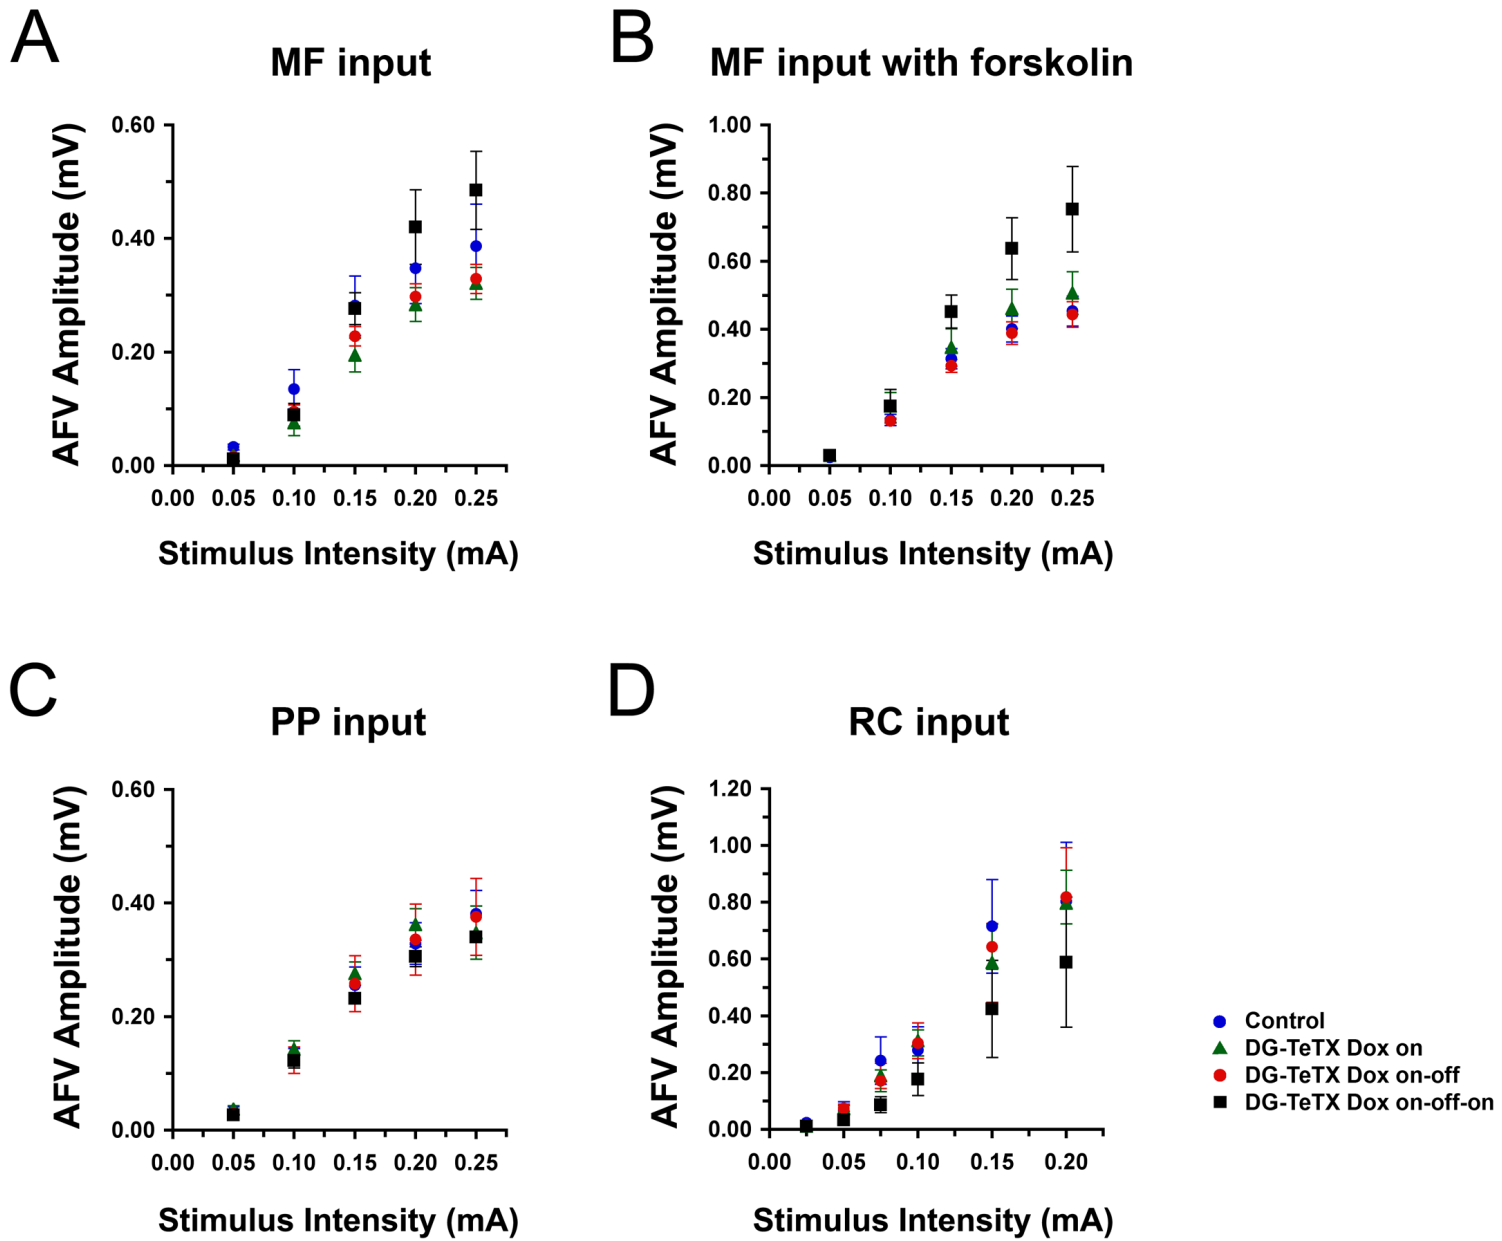 A
MF input
AFV Amplitude (mV)
0.60
0.40
0.20
0.00
0.00 0.05 0.10 0.15 0.20 0.25
Stimulus Intensity (mA)
B
MF input with forskolin
AFV Amplitude (mV)
1.00
0.80
0.60
0.40
0.20
0.00
0.00 0.05 0.10 0.15 0.20 0.25
Stimulus Intensity (mA)
C
PP input
AFV Amplitude (mV)
0.60
0.40
0.20
0.00
0.00 0.05 0.10 0.15 0.20 0.25
Stimulus Intensity (mA)
D
RC input
AFV Amplitude (mV)
1.20
1.00
0.80
0.60
0.40
0.20
0.00
0.00 0.05 0.10 0.15 0.20
Stimulus Intensity (mA)
Control
DG-TeTX Dox on
DG-TeTX Dox on-off
DG-TeTX Dox on-off-on